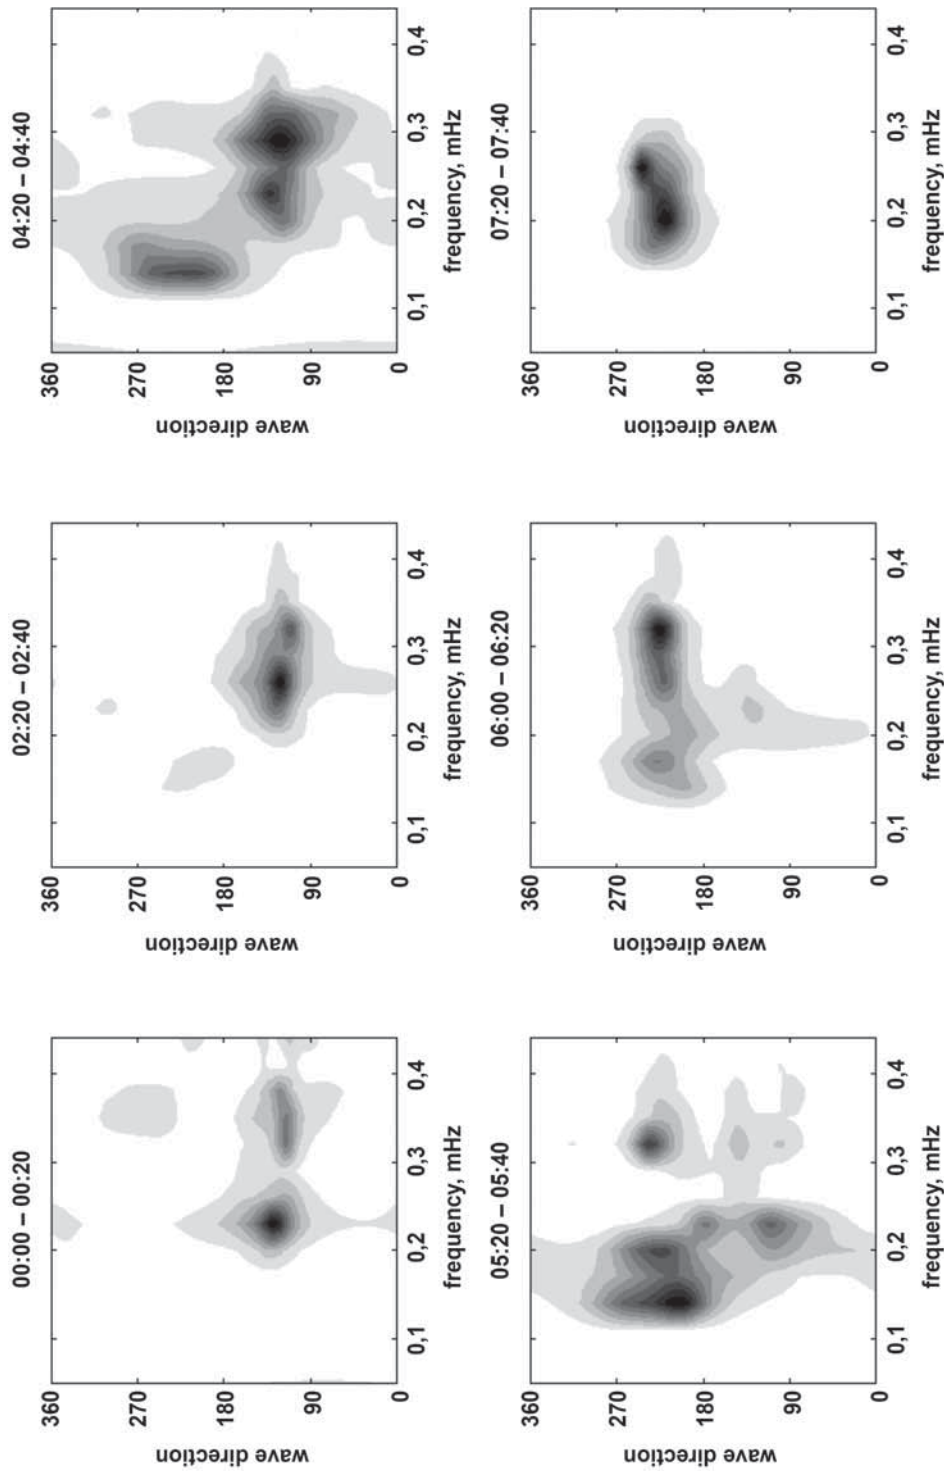 00:00 – 00:20
360
270
180
90
0
wave direction
0,1 0,2 0,3 0,4
frequency, mHz
02:20 – 02:40
360
270
180
90
0
wave direction
0,1 0,2 0,3 0,4
frequency, mHz
04:20 – 04:40
360
270
180
90
0
wave direction
0,1 0,2 0,3 0,4
frequency, mHz
05:20 – 05:40
360
270
180
90
0
wave direction
0,1 0,2 0,3 0,4
frequency, mHz
06:00 – 06:20
360
270
180
90
0
wave direction
0,1 0,2 0,3 0,4
frequency, mHz
07:20 – 07:40
360
270
180
90
0
wave direction
0,1 0,2 0,3 0,4
frequency, mHz